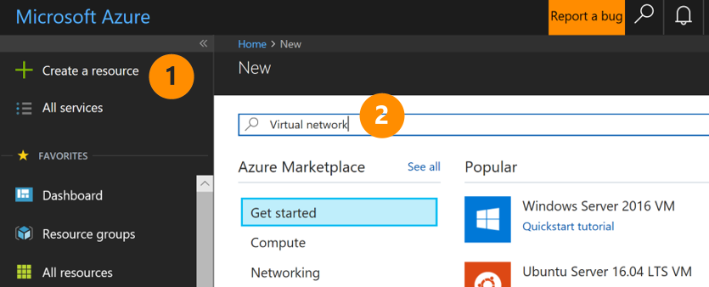 Microsoft Azure
Report a bug
Home > New
Create a resource
1
New
All services
Virtual network
2
FAVORITES
Azure Marketplace
See all
Popular
Dashboard
Get started
Windows Server 2016 VM
Quickstart tutorial
Resource groups
Compute
All resources
Networking
Ubuntu Server 16.04 LTS VM